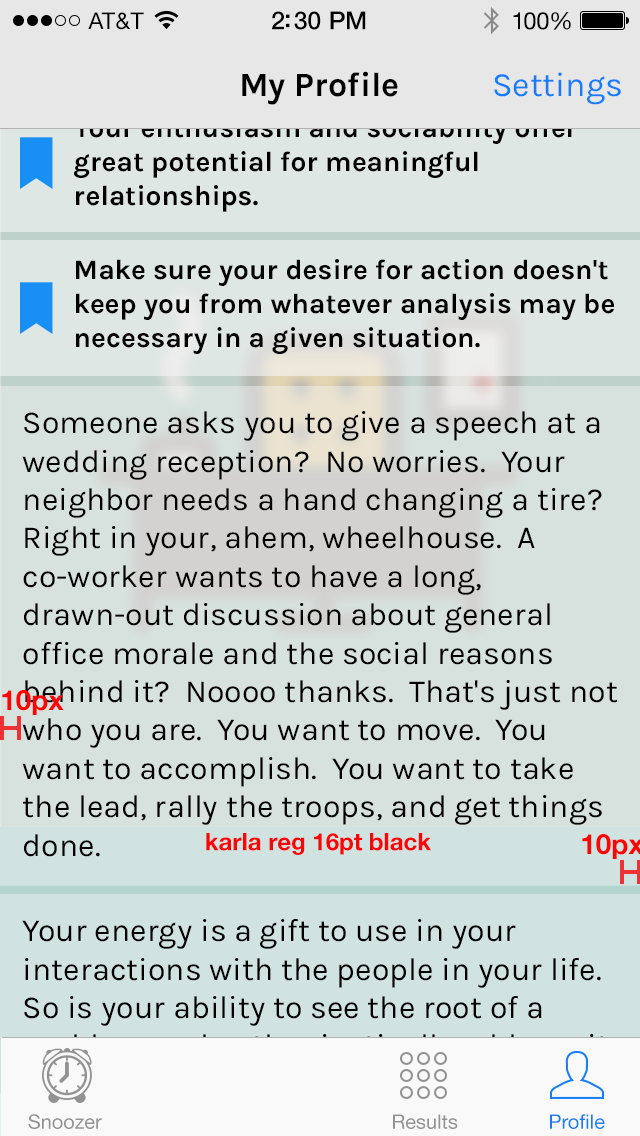 AT&T 2:30 PM 100%
My Profile Settings
Your enthusiasm and sociability offer
great potential for meaningful
relationships.
Make sure your desire for action doesn't
keep you from whatever analysis may be
necessary in a given situation.
Someone asks you to give a speech at a
wedding reception?  No worries.  Your
neighbor needs a hand changing a tire?
Right in your, ahem, wheelhouse.  A
co-worker wants to have a long,
drawn-out discussion about general
office morale and the social reasons
behind it?  Noooo thanks.  That's just not
10px
who you are.  You want to move.  You
want to accomplish.  You want to take
the lead, rally the troops, and get things
done.
karla reg 16pt black
10px
Your energy is a gift to use in your
interactions with the people in your life.
So is your ability to see the root of a
Snoozer Results Profile